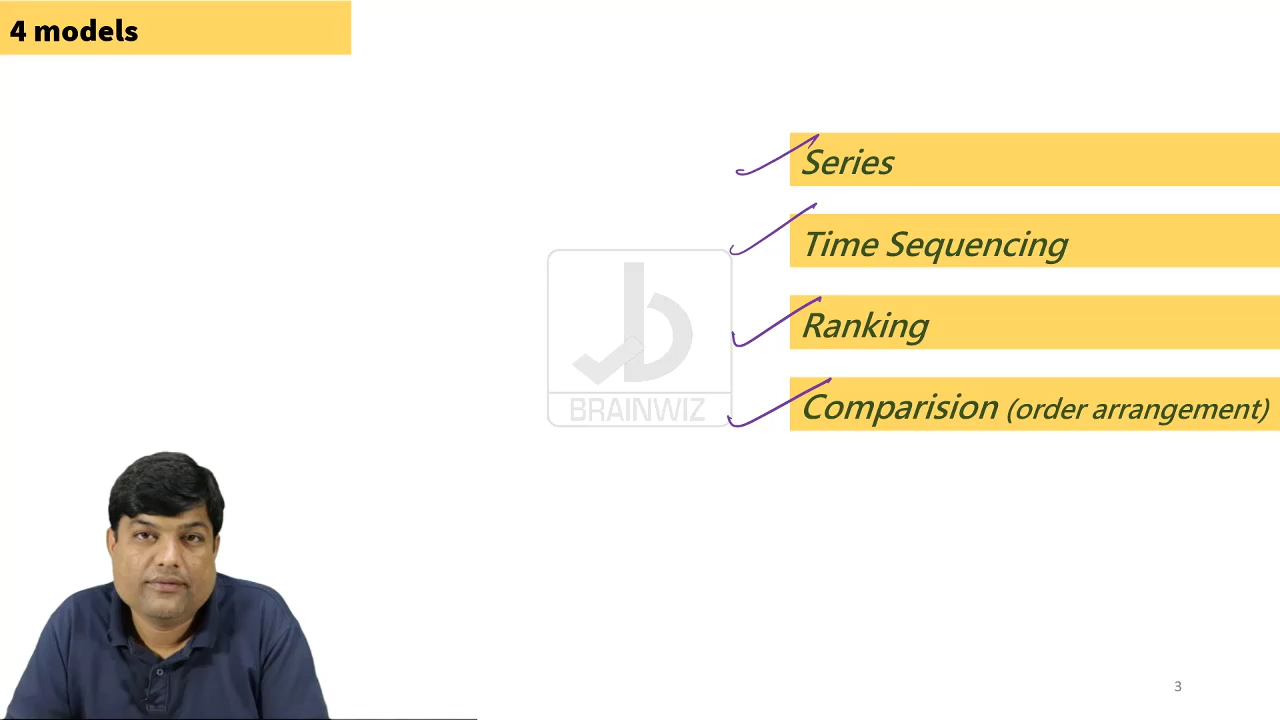 4 models
Series
Time Sequencing
Ranking
Comparision (order arrangement)
BRAINWIZ
3